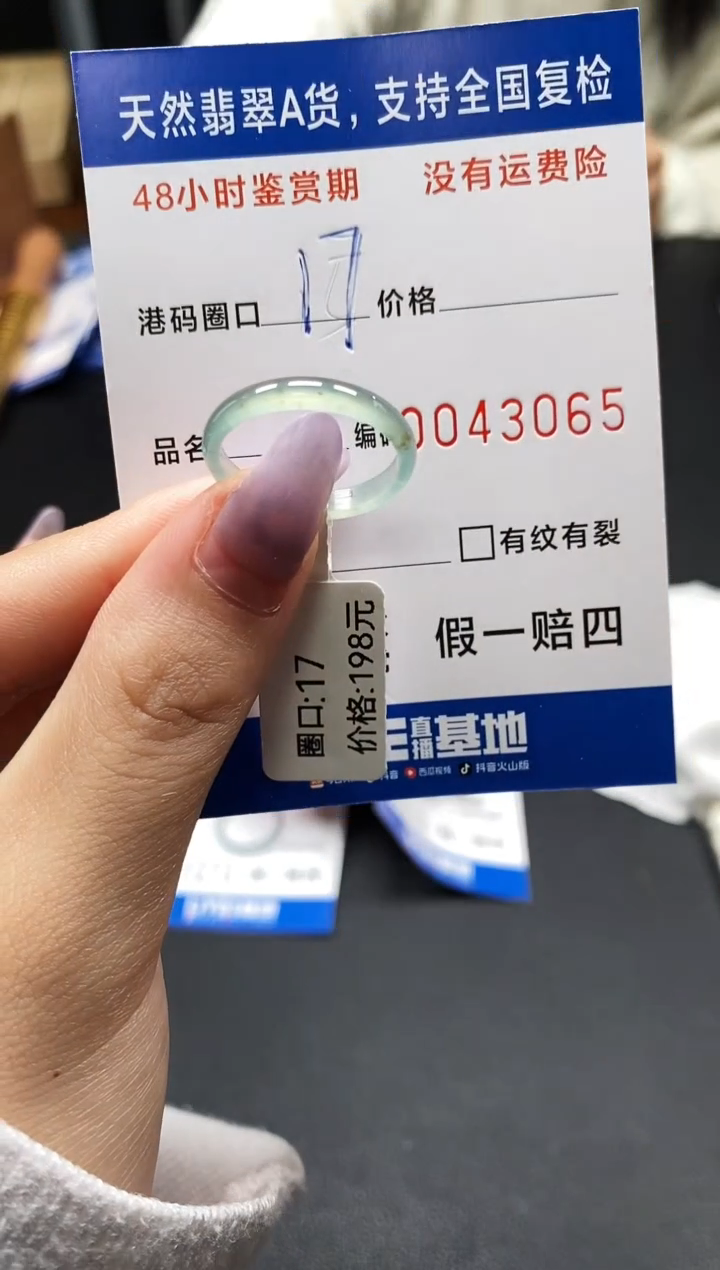 天然翡翠A货，支持全国复检
48小时鉴赏期 没有运费险
港码圈口 17 价格
品名 编 0043065
有纹有裂
假一赔四
圈口:17
价格:198元
直播基地
抖音 西瓜视频 抖音火山版